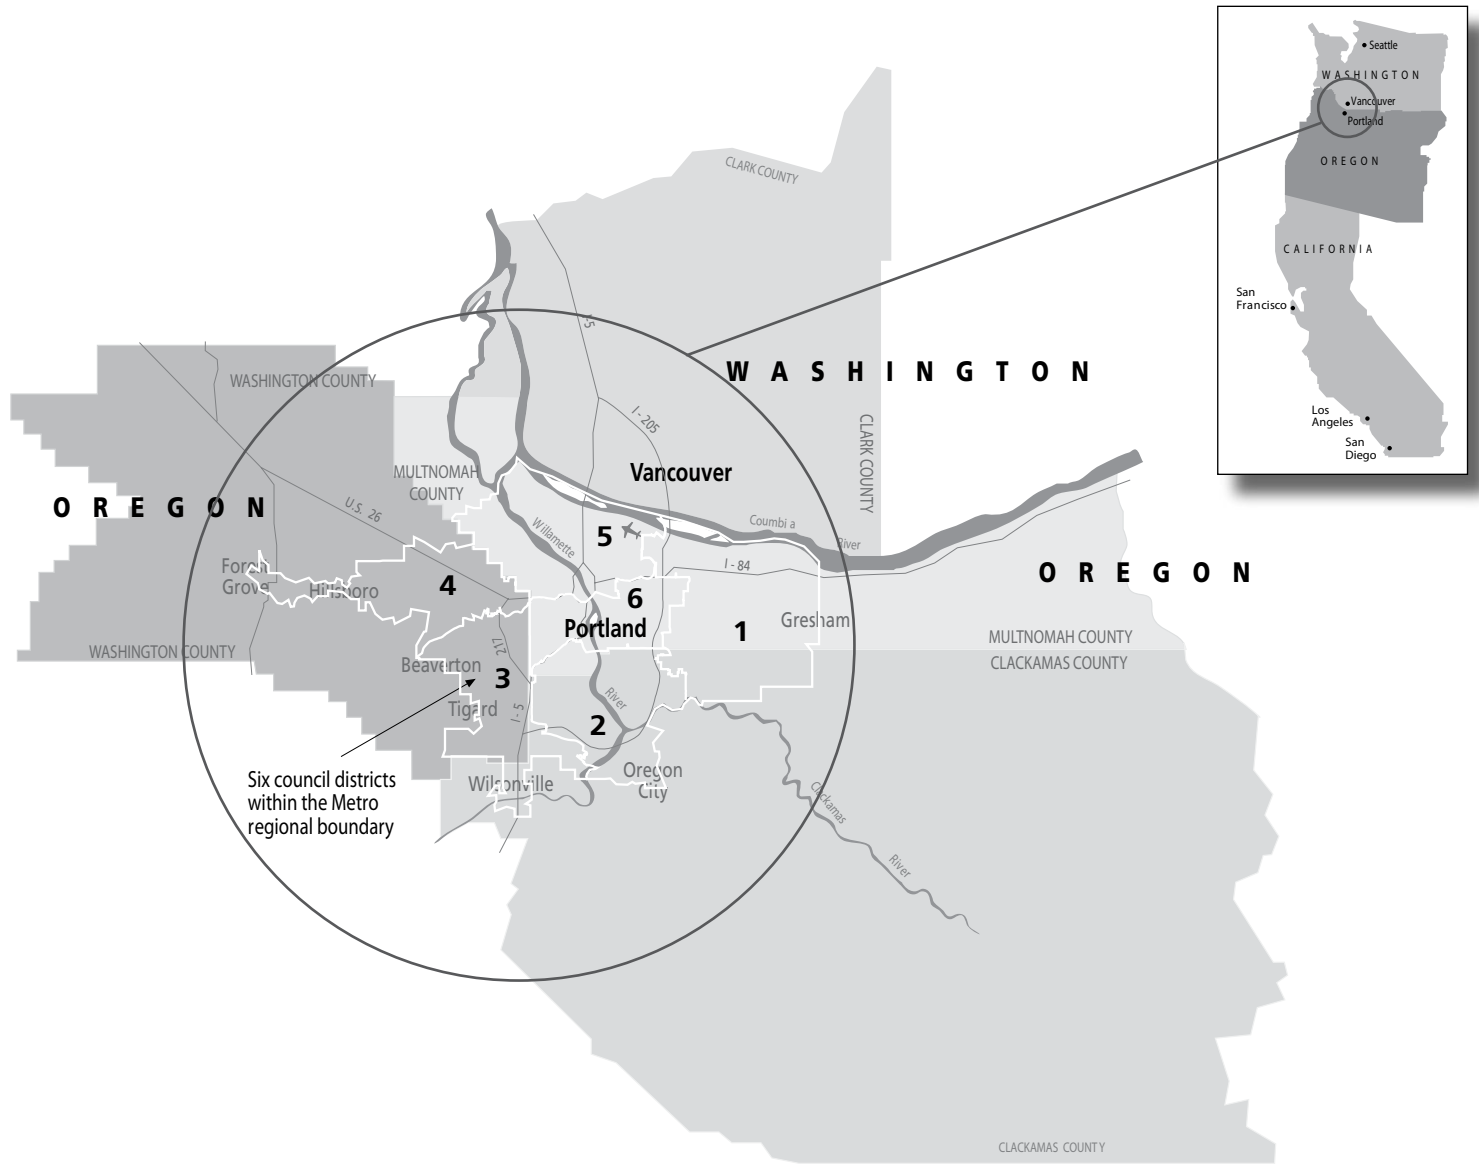 Seattle
WASHINGTON
Vancouver
Portland
OREGON
CALIFORNIA
San
Francisco
Los
Angeles
San
Diego
CLARK COUNTY
I-5
WASHINGTON
WASHINGTON COUNTY
I - 205
CLARK COUNTY
Vancouver
MULTNOMAH
COUNTY
OREGON
U.S. 26
Willamette
5
Coumbi a
River
I - 84
OREGON
Forest
Grove
Hillsboro
4
6
Portland
1
Gresham
MULTNOMAH COUNTY
CLACKAMAS COUNTY
WASHINGTON COUNTY
217
Beaverton
3
Tigard
I - 5
River
2
Six council districts
within the Metro
regional boundary
Wilsonville
Oregon
City
Clackamas
River
CLACKAMAS COUNTY